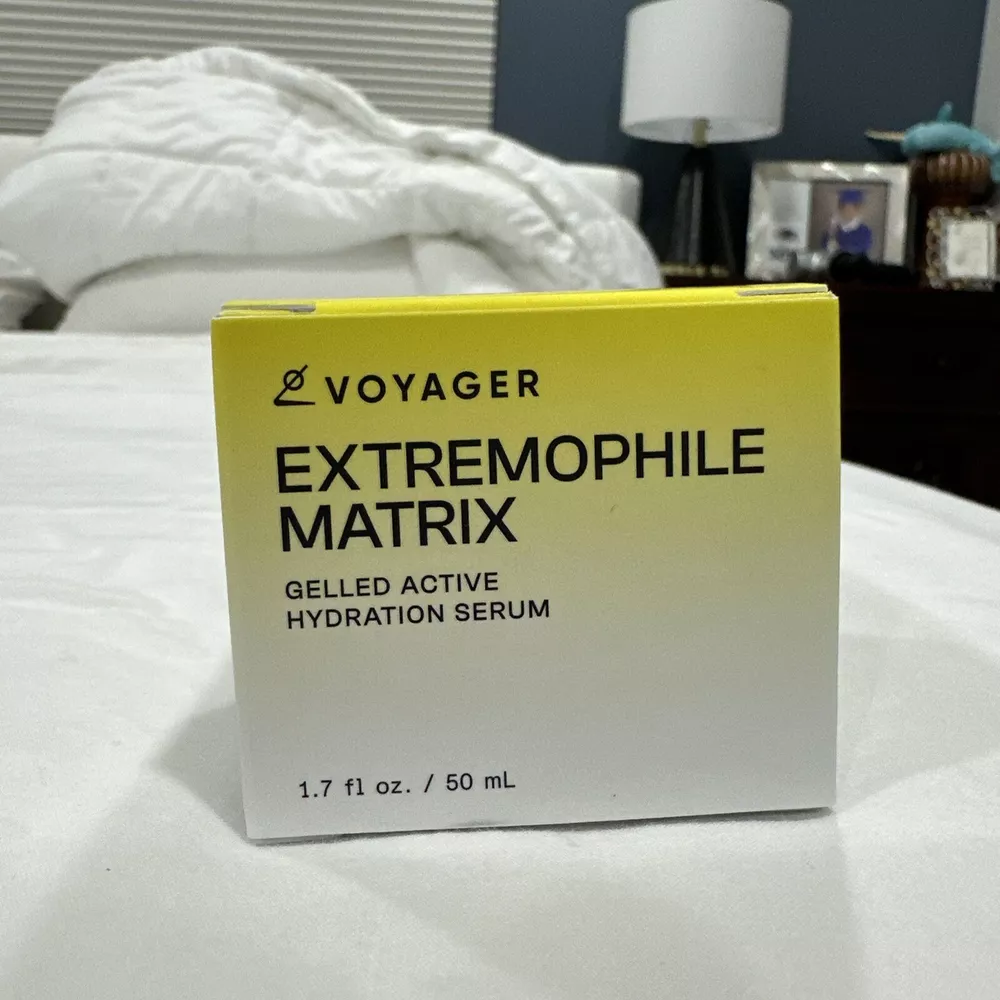 VOYAGER
EXTREMOPHILE
MATRIX
GELLED ACTIVE
HYDRATION SERUM
1.7 fl oz. / 50 mL